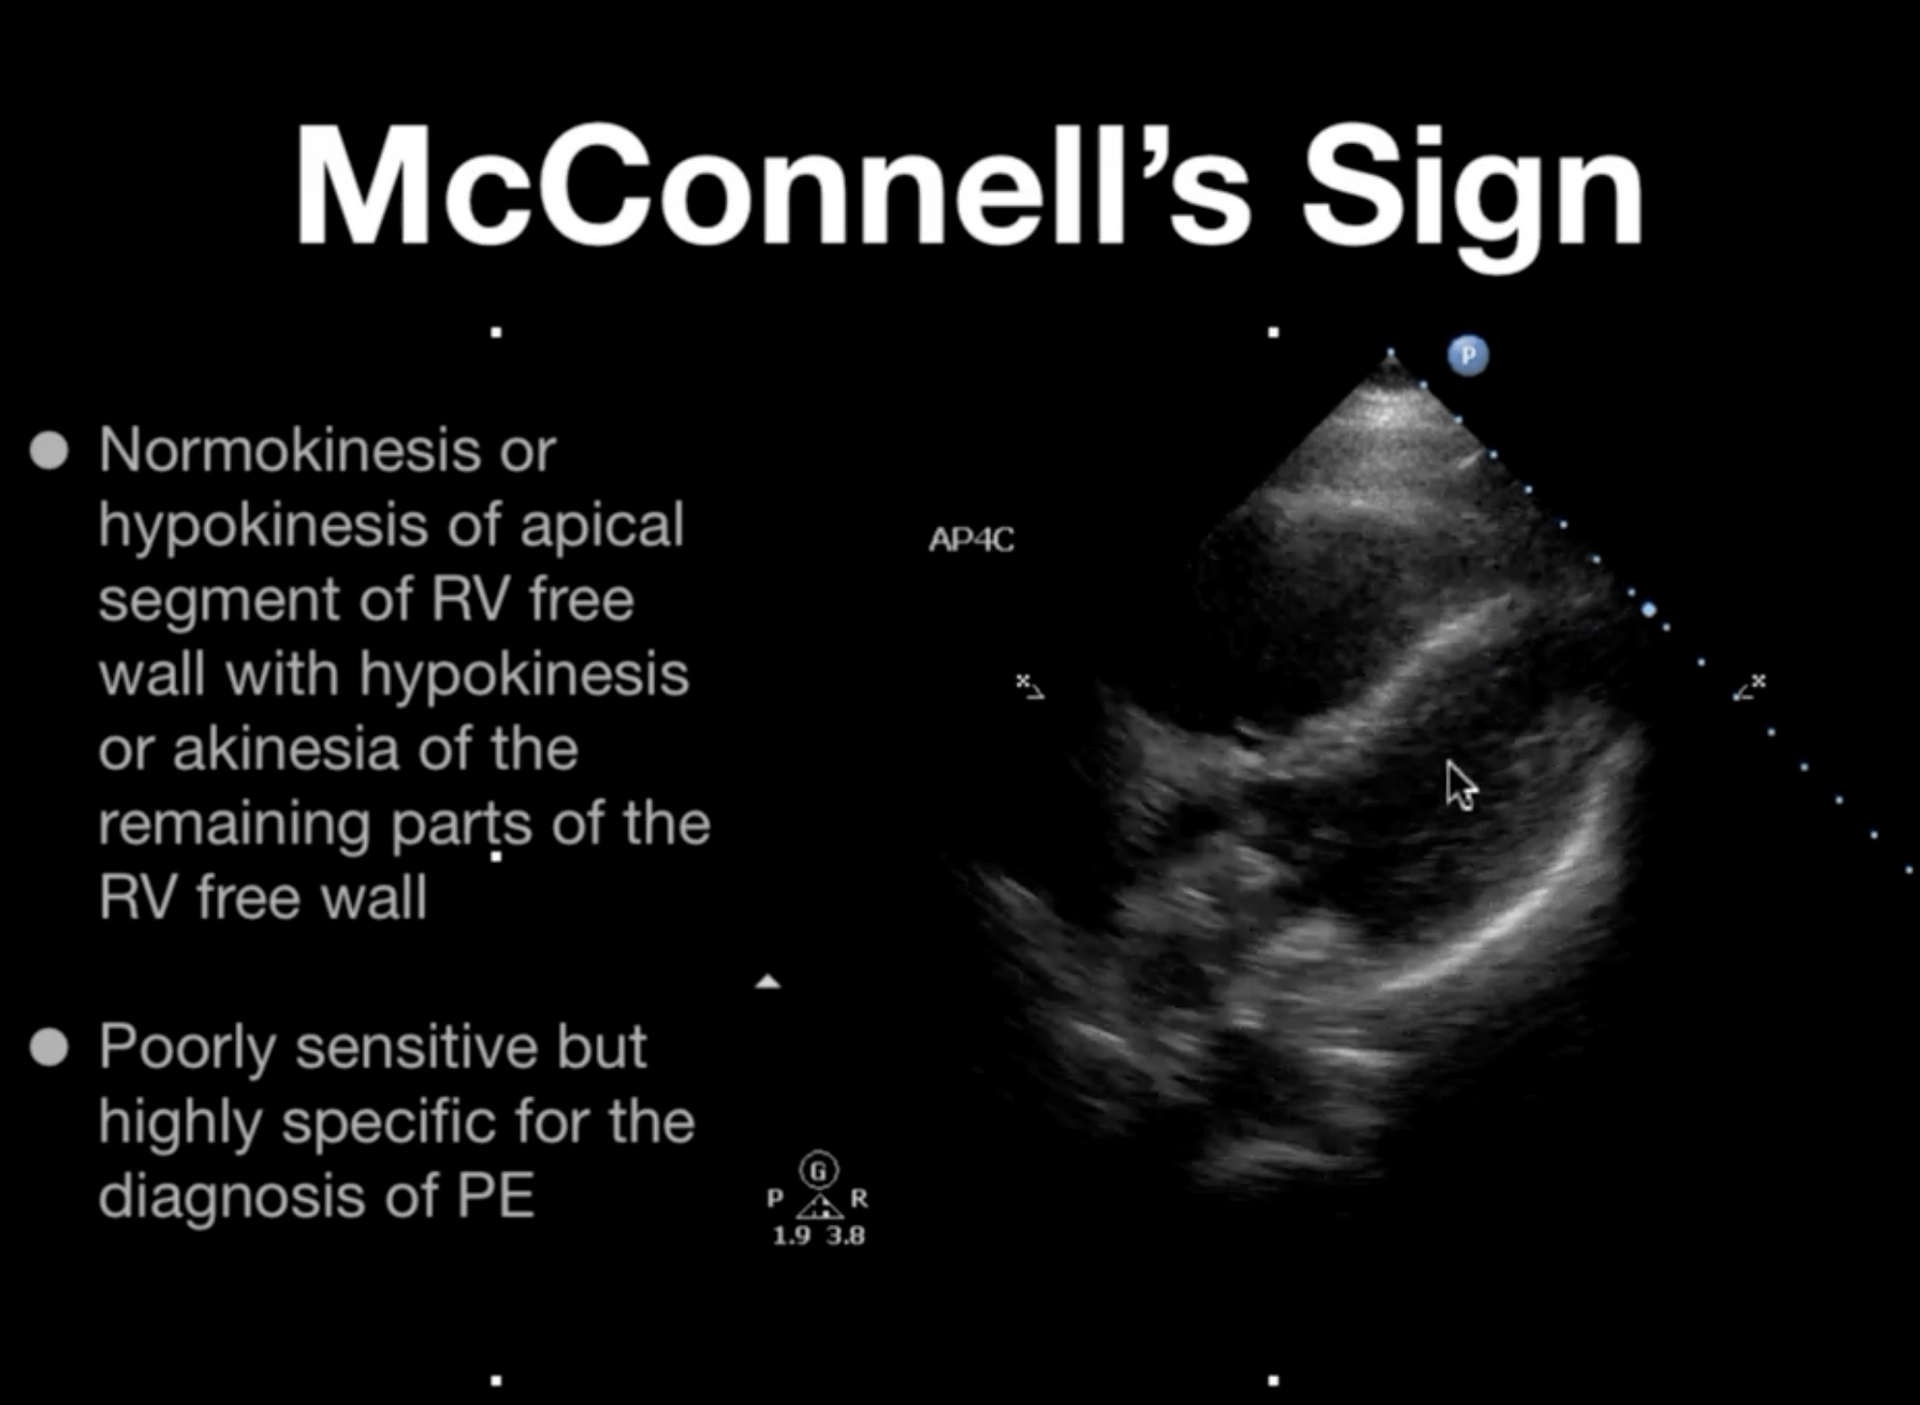 McConnell’s Sign
Normokinesis or
hypokinesis of apical
segment of RV free
wall with hypokinesis
or akinesia of the
remaining parts of the
RV free wall
Poorly sensitive but
highly specific for the
diagnosis of PE
P
AP4C
x
x
G
P R
1.9 3.8